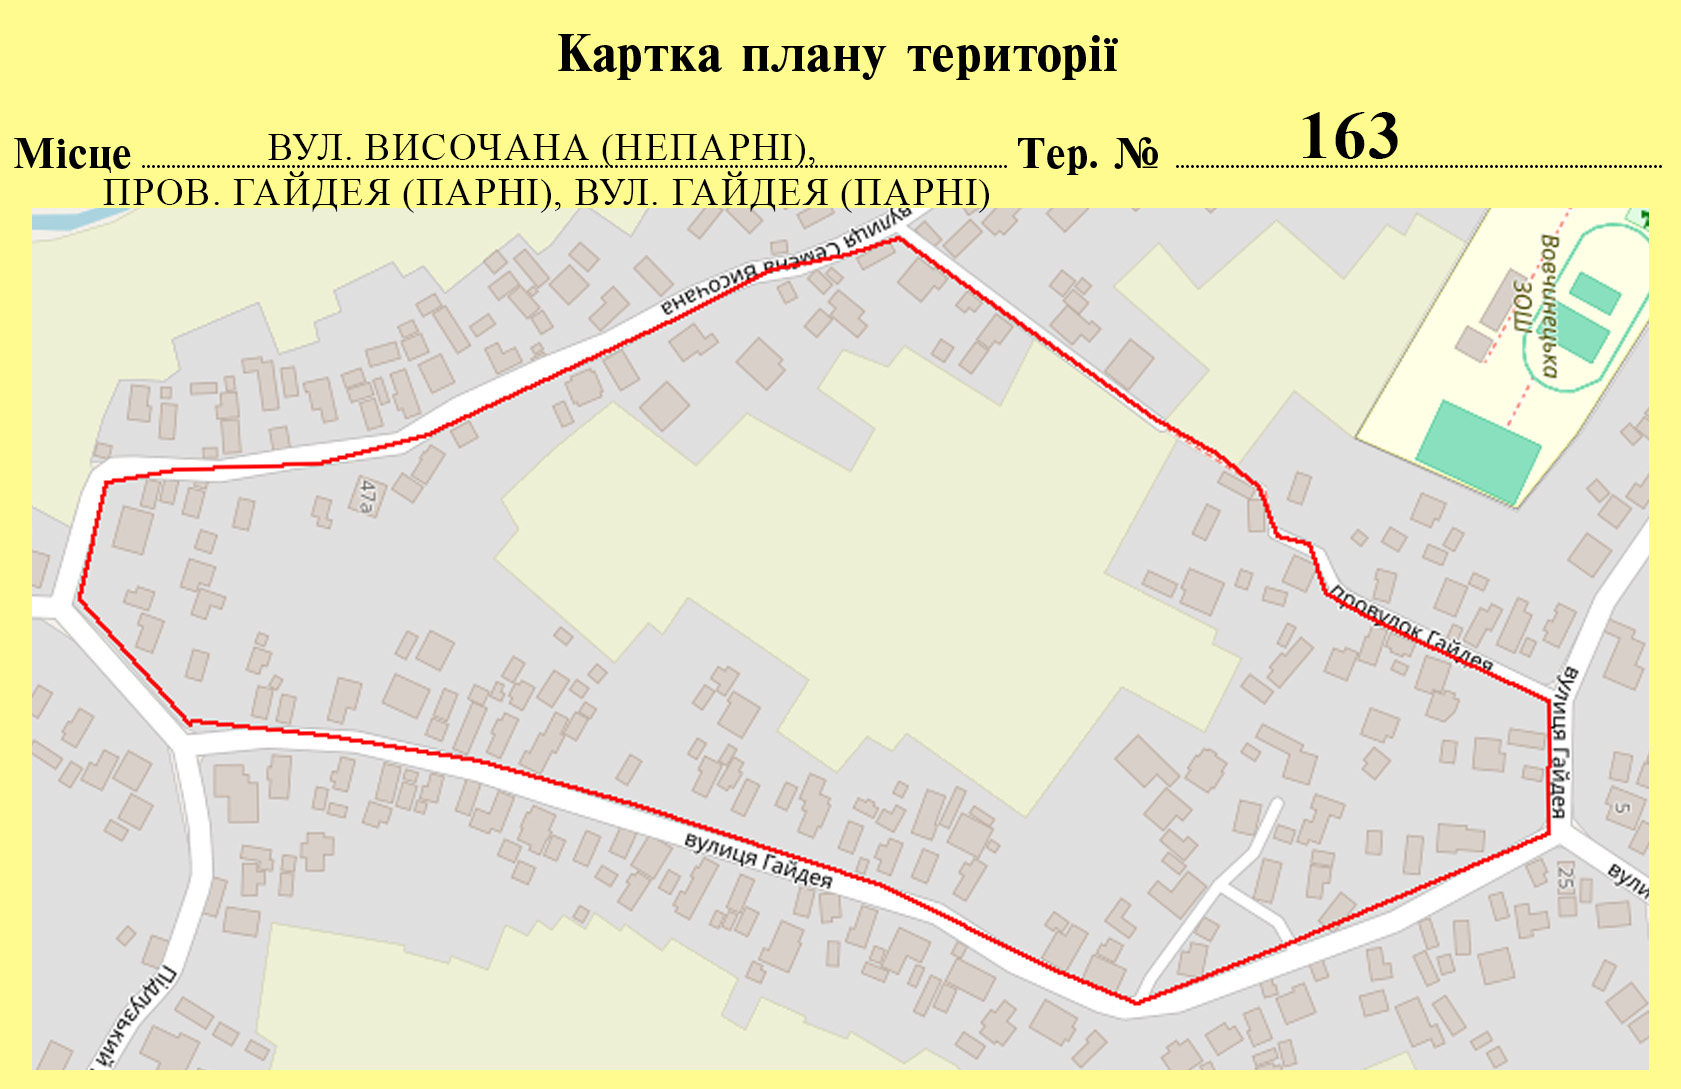 Картка плану території
Місце ВУЛ. ВИСОЧАНА (НЕПАРНІ), Тер. № 163
ПРОВ. ГАЙДЕЯ (ПАРНІ), ВУЛ. ГАЙДЕЯ (ПАРНІ)
вулиця Семена Височана
Вовчинецька
ЗОШ
47а
провулок Гайдея
вулиця Гайдея
5
вулиця Гайдея
25
вули
Підлузький